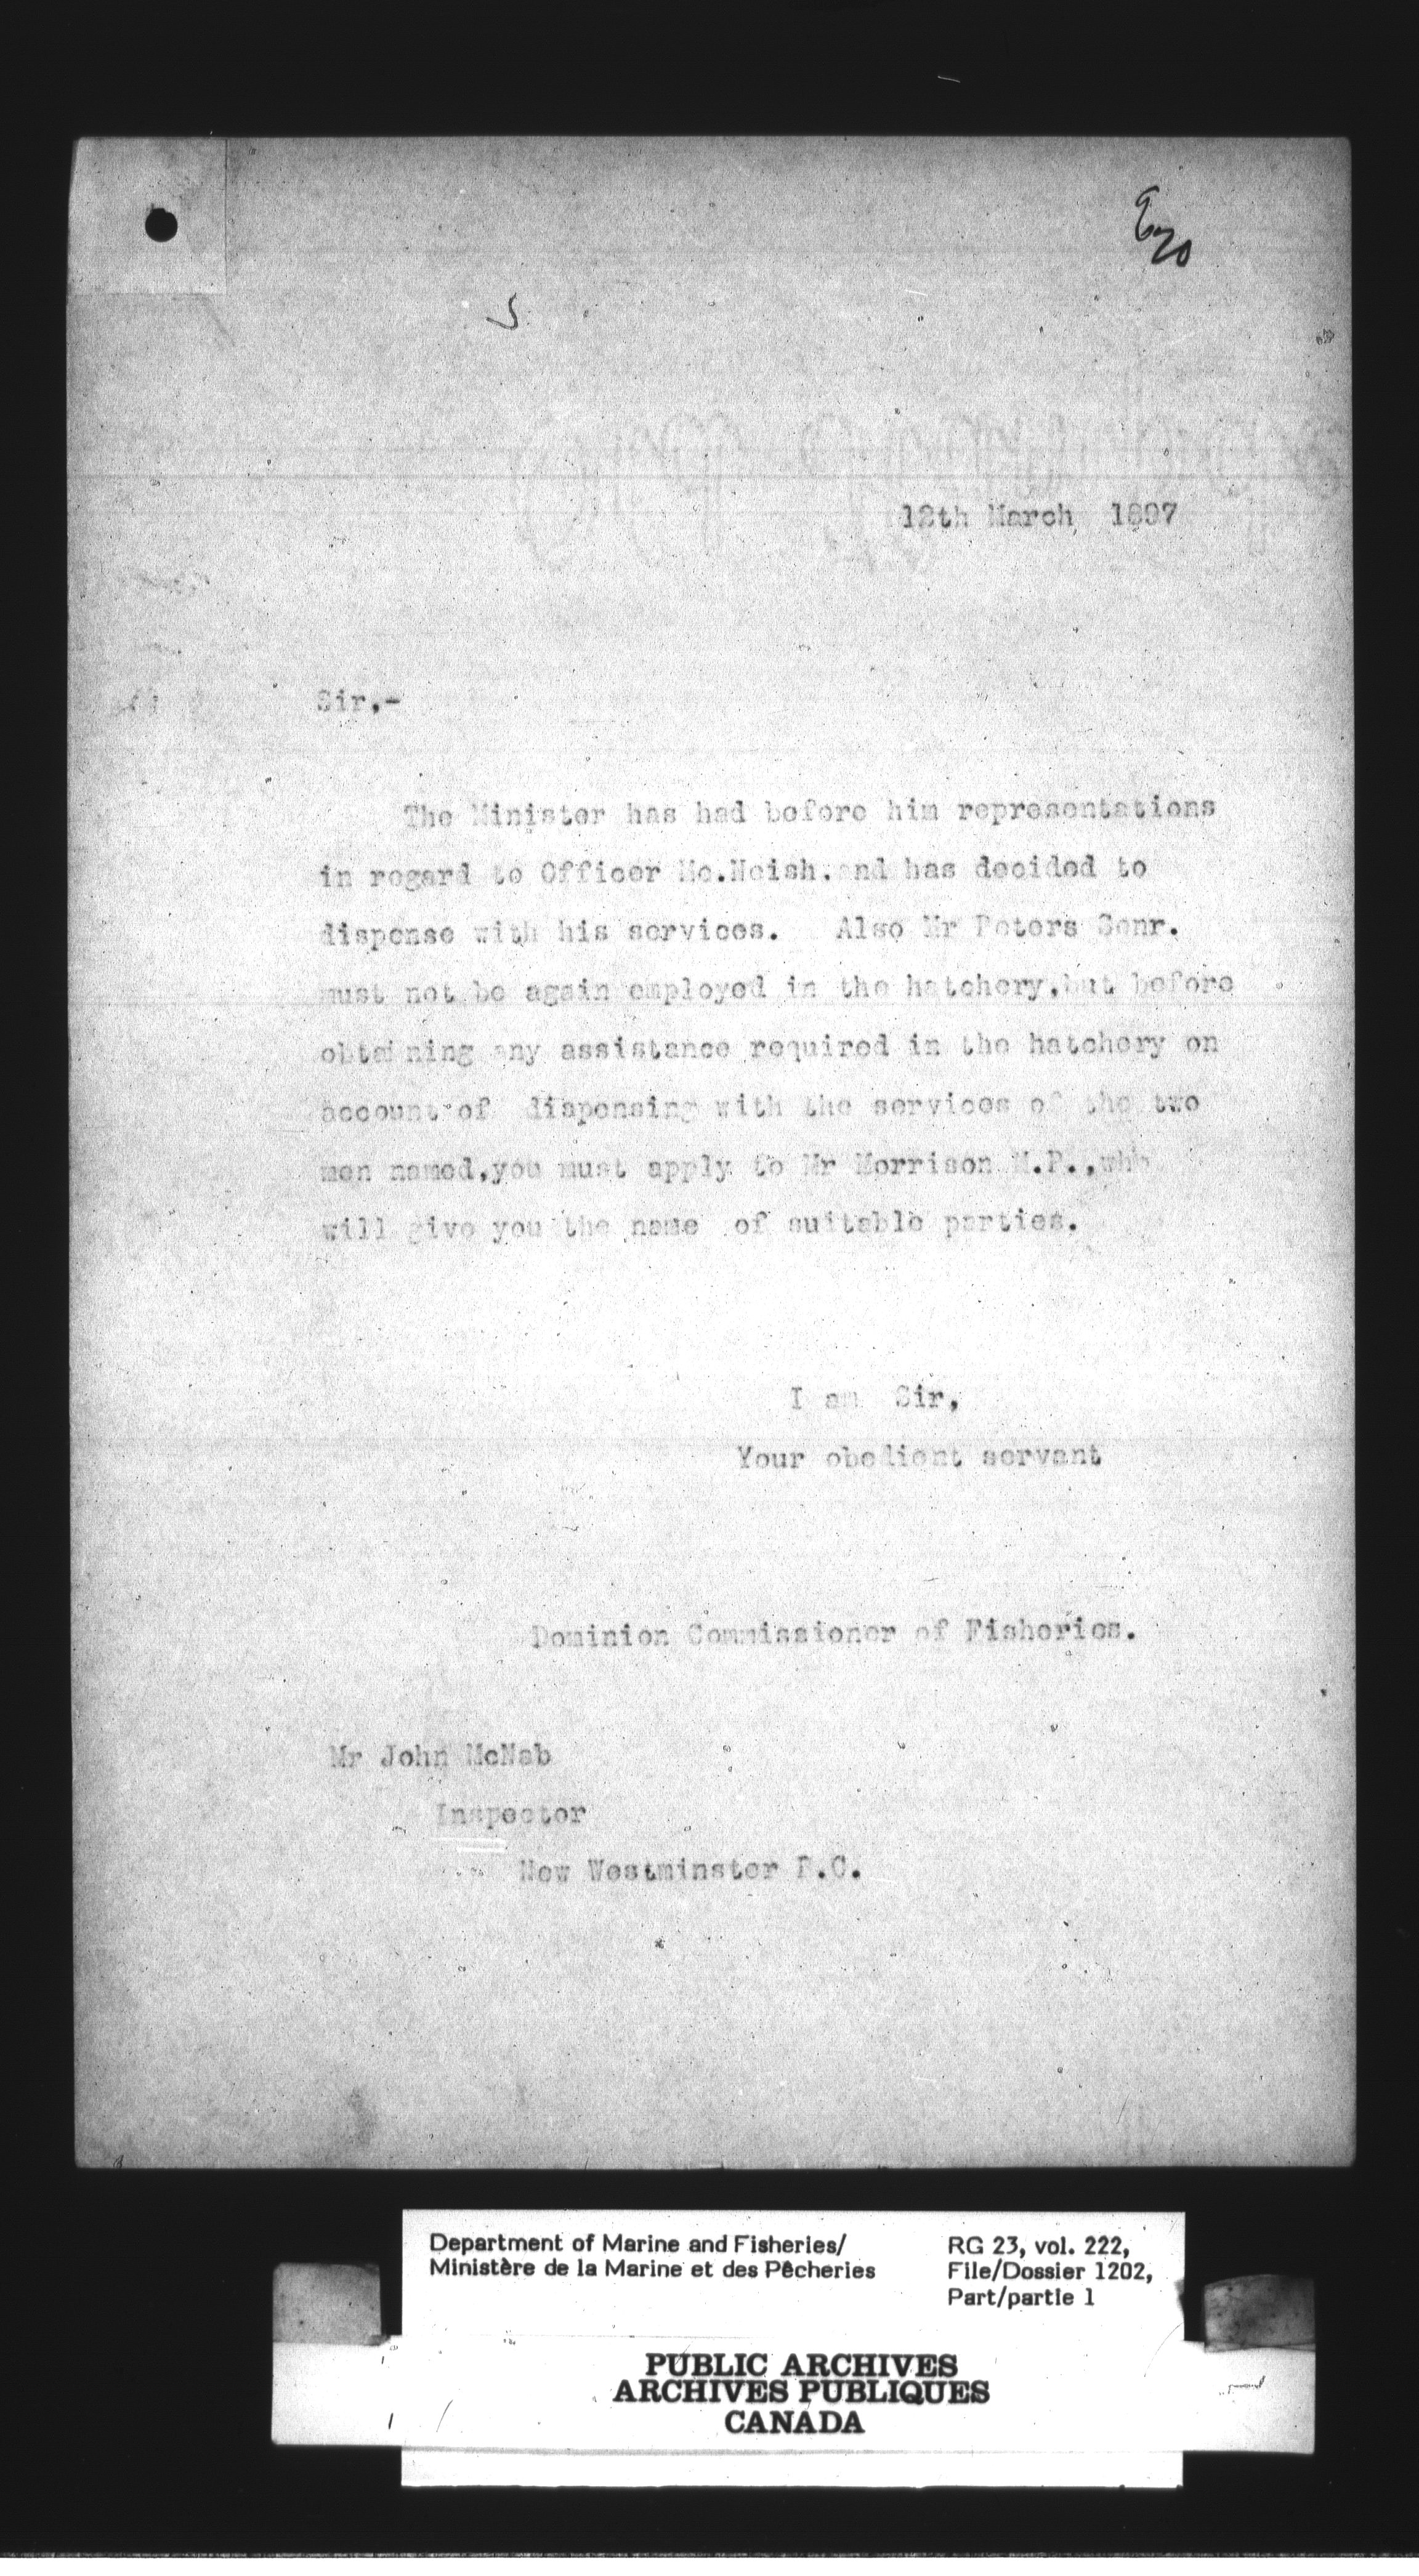 20
12th March 1897
Sir,-
The Minister has had before him representations
in regard to Officer Mc.Neish.and has decided to
dispense with his services. Also Mr Peters Senr.
must not be again employed in the hatchery,but before
obtaining any assistance required in the hatchery on
account of dispensing with the services of the two
men named,you must apply to Mr Morrison M.P.,who
will give you the name of suitable parties.
I am Sir,
Your obedient servant
Dominion Commissioner of Fisheries.
Mr John McNab
Inspector
New Westminster B.C.
Department of Marine and Fisheries/
Ministère de la Marine et des Pêcheries
RG 23, vol. 222,
File/Dossier 1202,
Part/partie 1
PUBLIC ARCHIVES
ARCHIVES PUBLIQUES
CANADA